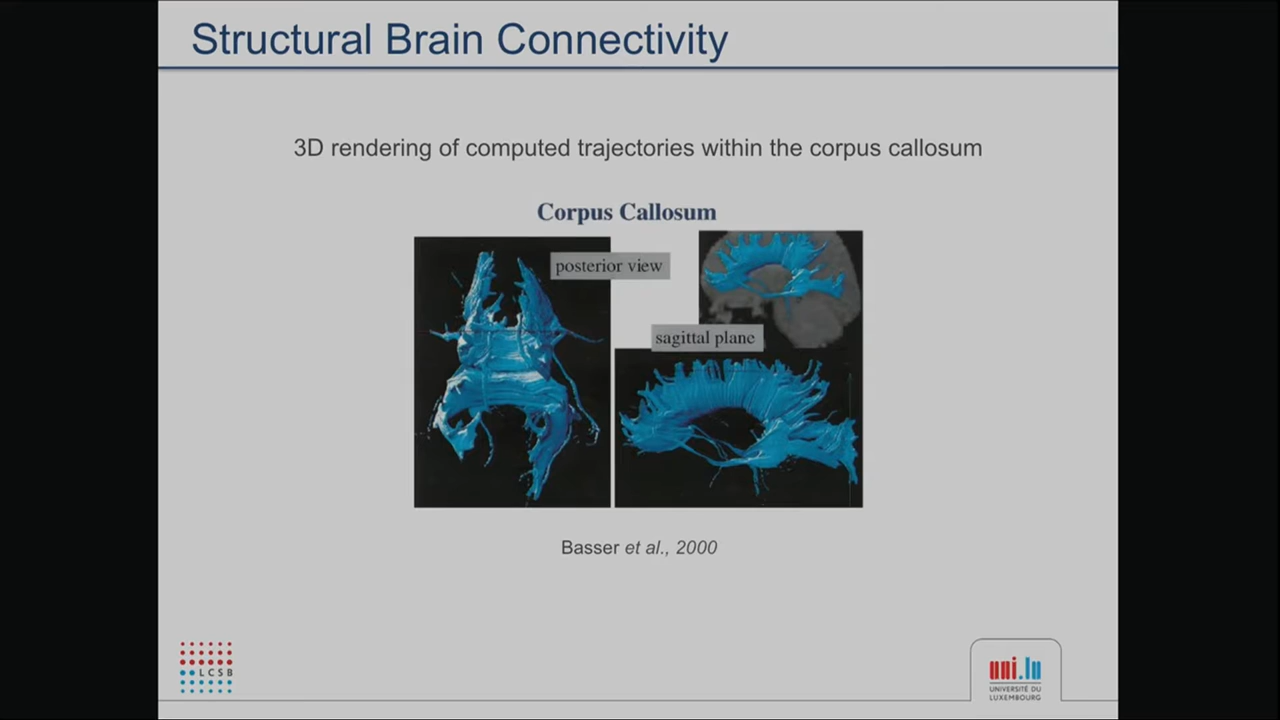 Structural Brain Connectivity
3D rendering of computed trajectories within the corpus callosum
Corpus Callosum
posterior view
sagittal plane
Basser et al., 2000
LCSB
uni.lu
UNIVERSITÉ DU
LUXEMBOURG